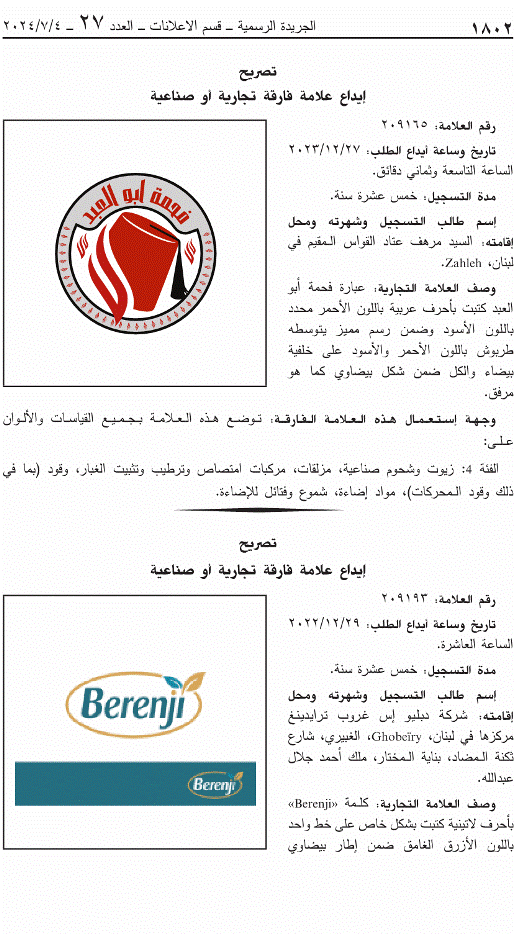 ١٨٠٢
الجريدة الرسمية ــ قسم الاعلانات ــ العدد ٢٧ ــ ٢٠٢٤/٧/٤
تصريح
إيداع علامة فارقة تجارية أو صناعية
فحمة ابو العبد
رقم العلامة: ٢٠٩١٦٥
تاريخ وساعة أيداع الطلب: ٢٠٢٣/١٢/٢٧
الساعة التاسعة وثماني دقائق.
مدة التسجيل: خمس عشرة سنة.
إسم طالب التسجيل وشهرته ومحل
إقامته: السيد مرهف عناد القواس المقيم في
لبنان، Zahleh.
وصف العلامة التجارية: عبارة فحمة أبو
العبد كتبت بأحرف عربية باللون الأحمر محدد
باللون الأسود وضمن رسم مميز يتوسطه
طربوش باللون الأحمر والأسود على خلفية
بيضاء والكل ضمن شكل بيضاوي كما هو
مرفق.
وجهة إستعمال هذه العلامة الفارقة: توضع هذه العلامة بجميع القياسات والألوان
على:
الفئة 4: زيوت وشحوم صناعية، مزلقات، مركبات امتصاص وترطيب وتثبيت الغبار، وقود (بما في
ذلك وقود المحركات)، مواد إضاءة، شموع وفتائل للإضاءة.
تصريح
إيداع علامة فارقة تجارية أو صناعية
Berenji
Berenji
رقم العلامة: ٢٠٩١٩٣
تاريخ وساعة أيداع الطلب: ٢٠٢٢/١٢/٢٩
الساعة العاشرة.
مدة التسجيل: خمس عشرة سنة.
إسم طالب التسجيل وشهرته ومحل
إقامته: شركة دبليو إس غروب ترايدينغ
مركزها في لبنان، Ghobeïry، الغبيري، شارع
ثكنة المضاد، بناية المختار، ملك أحمد جلال
عبدالله.
وصف العلامة التجارية: كلمة «Berenji»
بأحرف لاتينية كتبت بشكل خاص على خط واحد
باللون الأزرق الغامق ضمن إطار بيضاوي